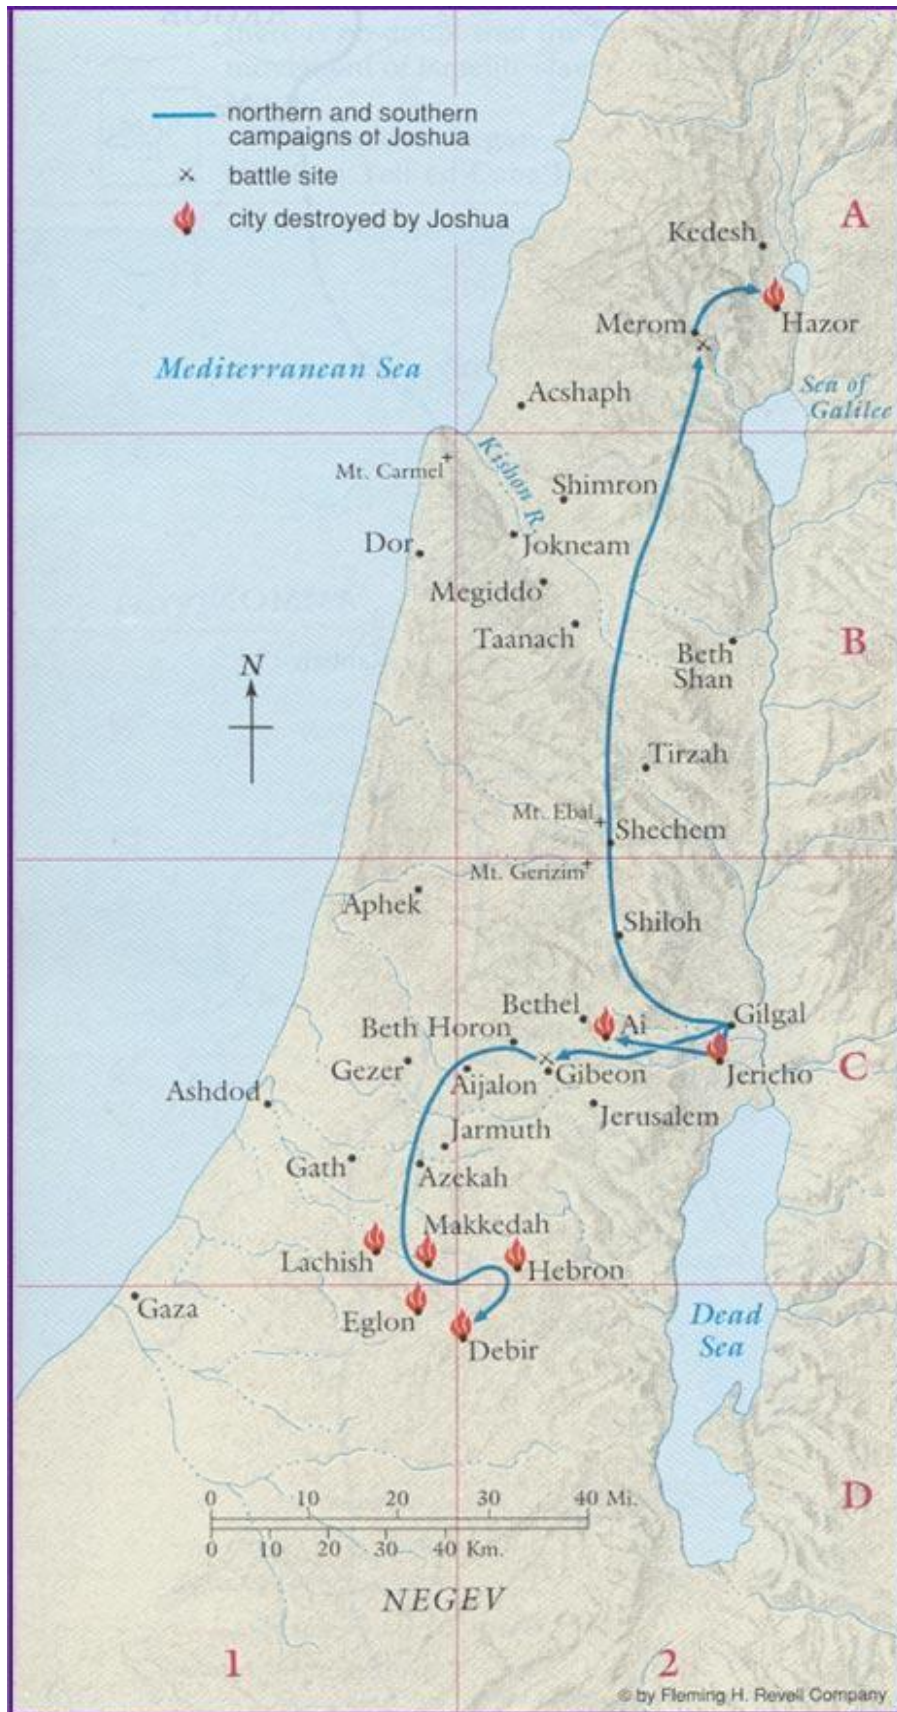 northern and southern
campaigns of Joshua
battle site
city destroyed by Joshua
A
Kedesh
Hazor
Merom
Mediterranean Sea
Sea of
Galilee
Acshaph
Mt. Carmel
Kishon R.
Shimron
Dor
Jokneam
Megiddo
Taanach
Beth
Shan
B
N
Tirzah
Mt. Ebal
Shechem
Mt. Gerizim
Aphek
Shiloh
Bethel
Ai
Gilgal
Beth Horon
Gezer
Aijalon
Gibeon
Jericho
C
Ashdod
Jerusalem
Jarmuth
Gath
Azekah
Makkedah
Lachish
Hebron
Gaza
Eglon
Debir
Dead
Sea
0 10 20 30 40 Mi.
0 10 20 30 40 Km.
D
NEGEV
1
2
© by Fleming H. Revell Company